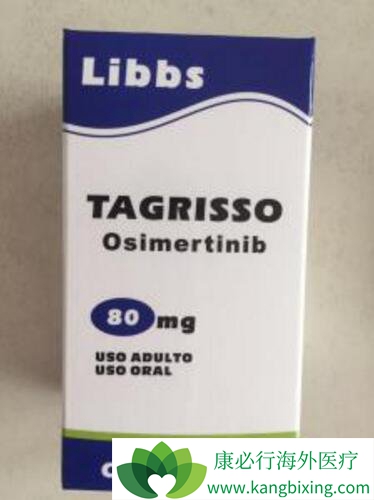 Libbs
TAGRISSO
Osimertinib
80 mg
USO ADULTO
USO ORAL
康必行海外医疗
www.kangbixing.com